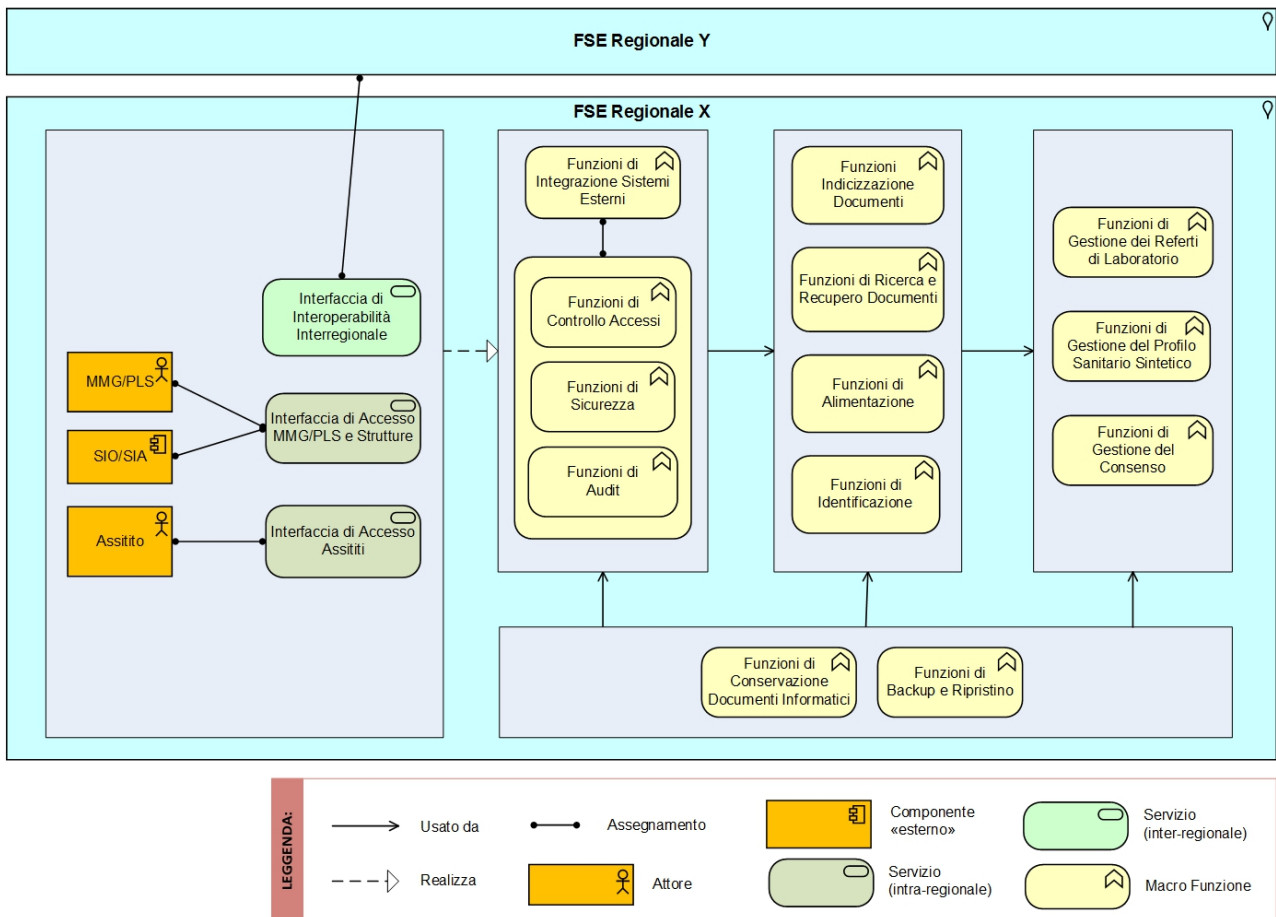 FSE Regionale Y
FSE Regionale X
Interfaccia di
Interoperabilità
Interregionale
MMG/PLS
Interfaccia di Accesso
MMG/PLS e Strutture
SIO/SIA
Assitito
Interfaccia di Accesso
Assititi
Funzioni di
Integrazione Sistemi
Esterni
Funzioni di
Controllo Accessi
Funzioni di
Sicurezza
Funzioni di
Audit
Funzioni
Indicizzazione
Documenti
Funzioni di Ricerca e
Recupero Documenti
Funzioni di
Alimentazione
Funzioni di
Identificazione
Funzioni di
Gestione dei Referti
di Laboratorio
Funzioni di
Gestione del Profilo
Sanitario Sintetico
Funzioni di
Gestione del
Consenso
Funzioni di
Conservazione
Documenti Informatici
Funzioni di
Backup e Ripristino
LEGGENDA:
Usato da
Assegnamento
Componente
«esterno»
Servizio
(inter-regionale)
Realizza
Attore
Servizio
(intra-regionale)
Macro Funzione